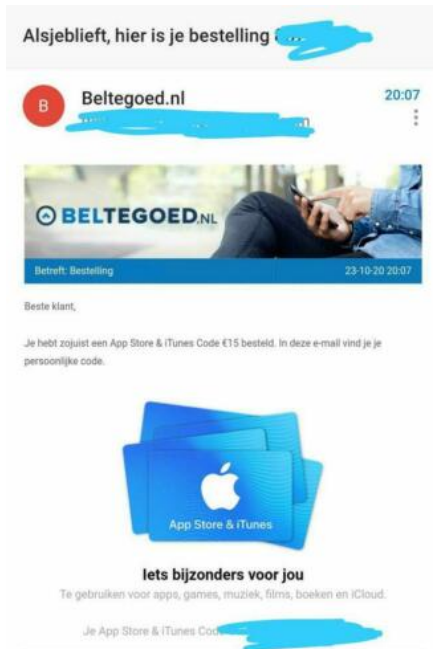 Alsjeblieft, hier is je bestelling
B
Beltegoed.nl
20:07
BELTEGOED.NL
Betreft: Bestelling
23-10-20 20:07
Beste klant,
Je hebt zojuist een App Store & iTunes Code €15 besteld. In deze e-mail vind je je
persoonlijke code.
App Store & iTunes
Iets bijzonders voor jou
Te gebruiken voor apps, games, muziek, films, boeken en iCloud.
Je App Store & iTunes